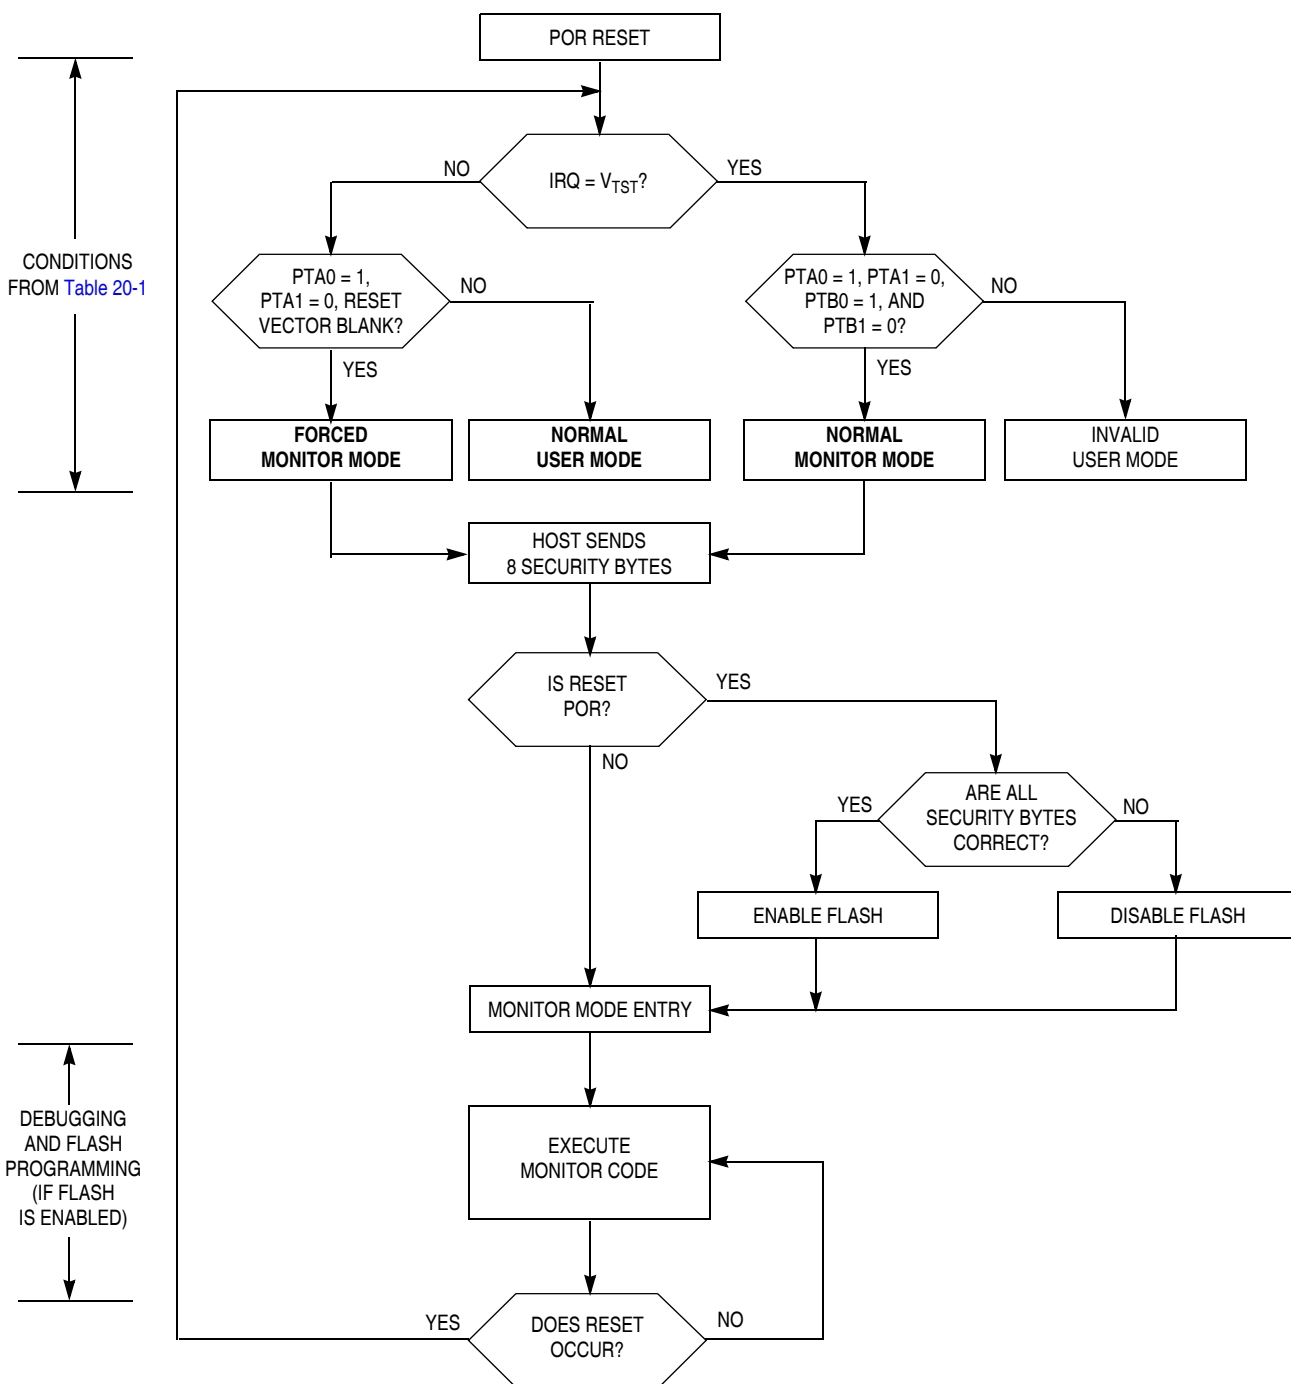 POR RESET
NO
YES
IRQ = VTST?
CONDITIONS
FROM Table 20-1
PTA0 = 1,
PTA1 = 0, RESET
VECTOR BLANK?
NO
YES
PTA0 = 1, PTA1 = 0,
PTB0 = 1, AND
PTB1 = 0?
NO
YES
FORCED
MONITOR MODE
NORMAL
USER MODE
NORMAL
MONITOR MODE
INVALID
USER MODE
HOST SENDS
8 SECURITY BYTES
IS RESET
POR?
YES
NO
ARE ALL
SECURITY BYTES
CORRECT?
YES
NO
ENABLE FLASH
DISABLE FLASH
MONITOR MODE ENTRY
DEBUGGING
AND FLASH
PROGRAMMING
(IF FLASH
IS ENABLED)
EXECUTE
MONITOR CODE
YES
DOES RESET
OCCUR?
NO